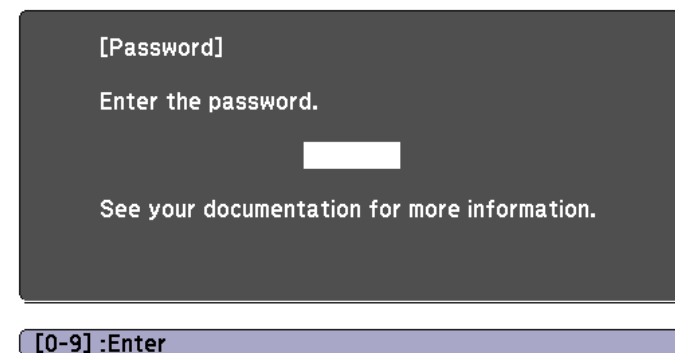 [Password]
Enter the password.
See your documentation for more information.
[0-9] :Enter